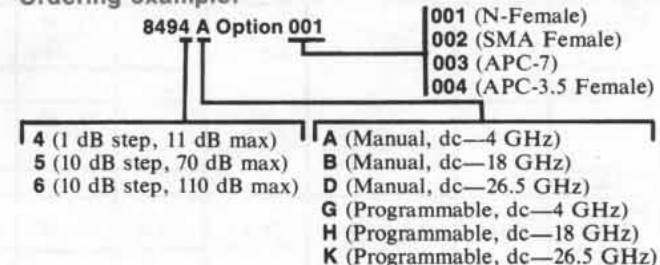 Ordering example:
8494 A Option 001
001 (N-Female)
002 (SMA Female)
003 (APC-7)
004 (APC-3.5 Female)
4 (1 dB step, 11 dB max)
5 (10 dB step, 70 dB max)
6 (10 dB step, 110 dB max)
A (Manual, dc—4 GHz)
B (Manual, dc—18 GHz)
D (Manual, dc—26.5 GHz)
G (Programmable, dc—4 GHz)
H (Programmable, dc—18 GHz)
K (Programmable, dc—26.5 GHz)